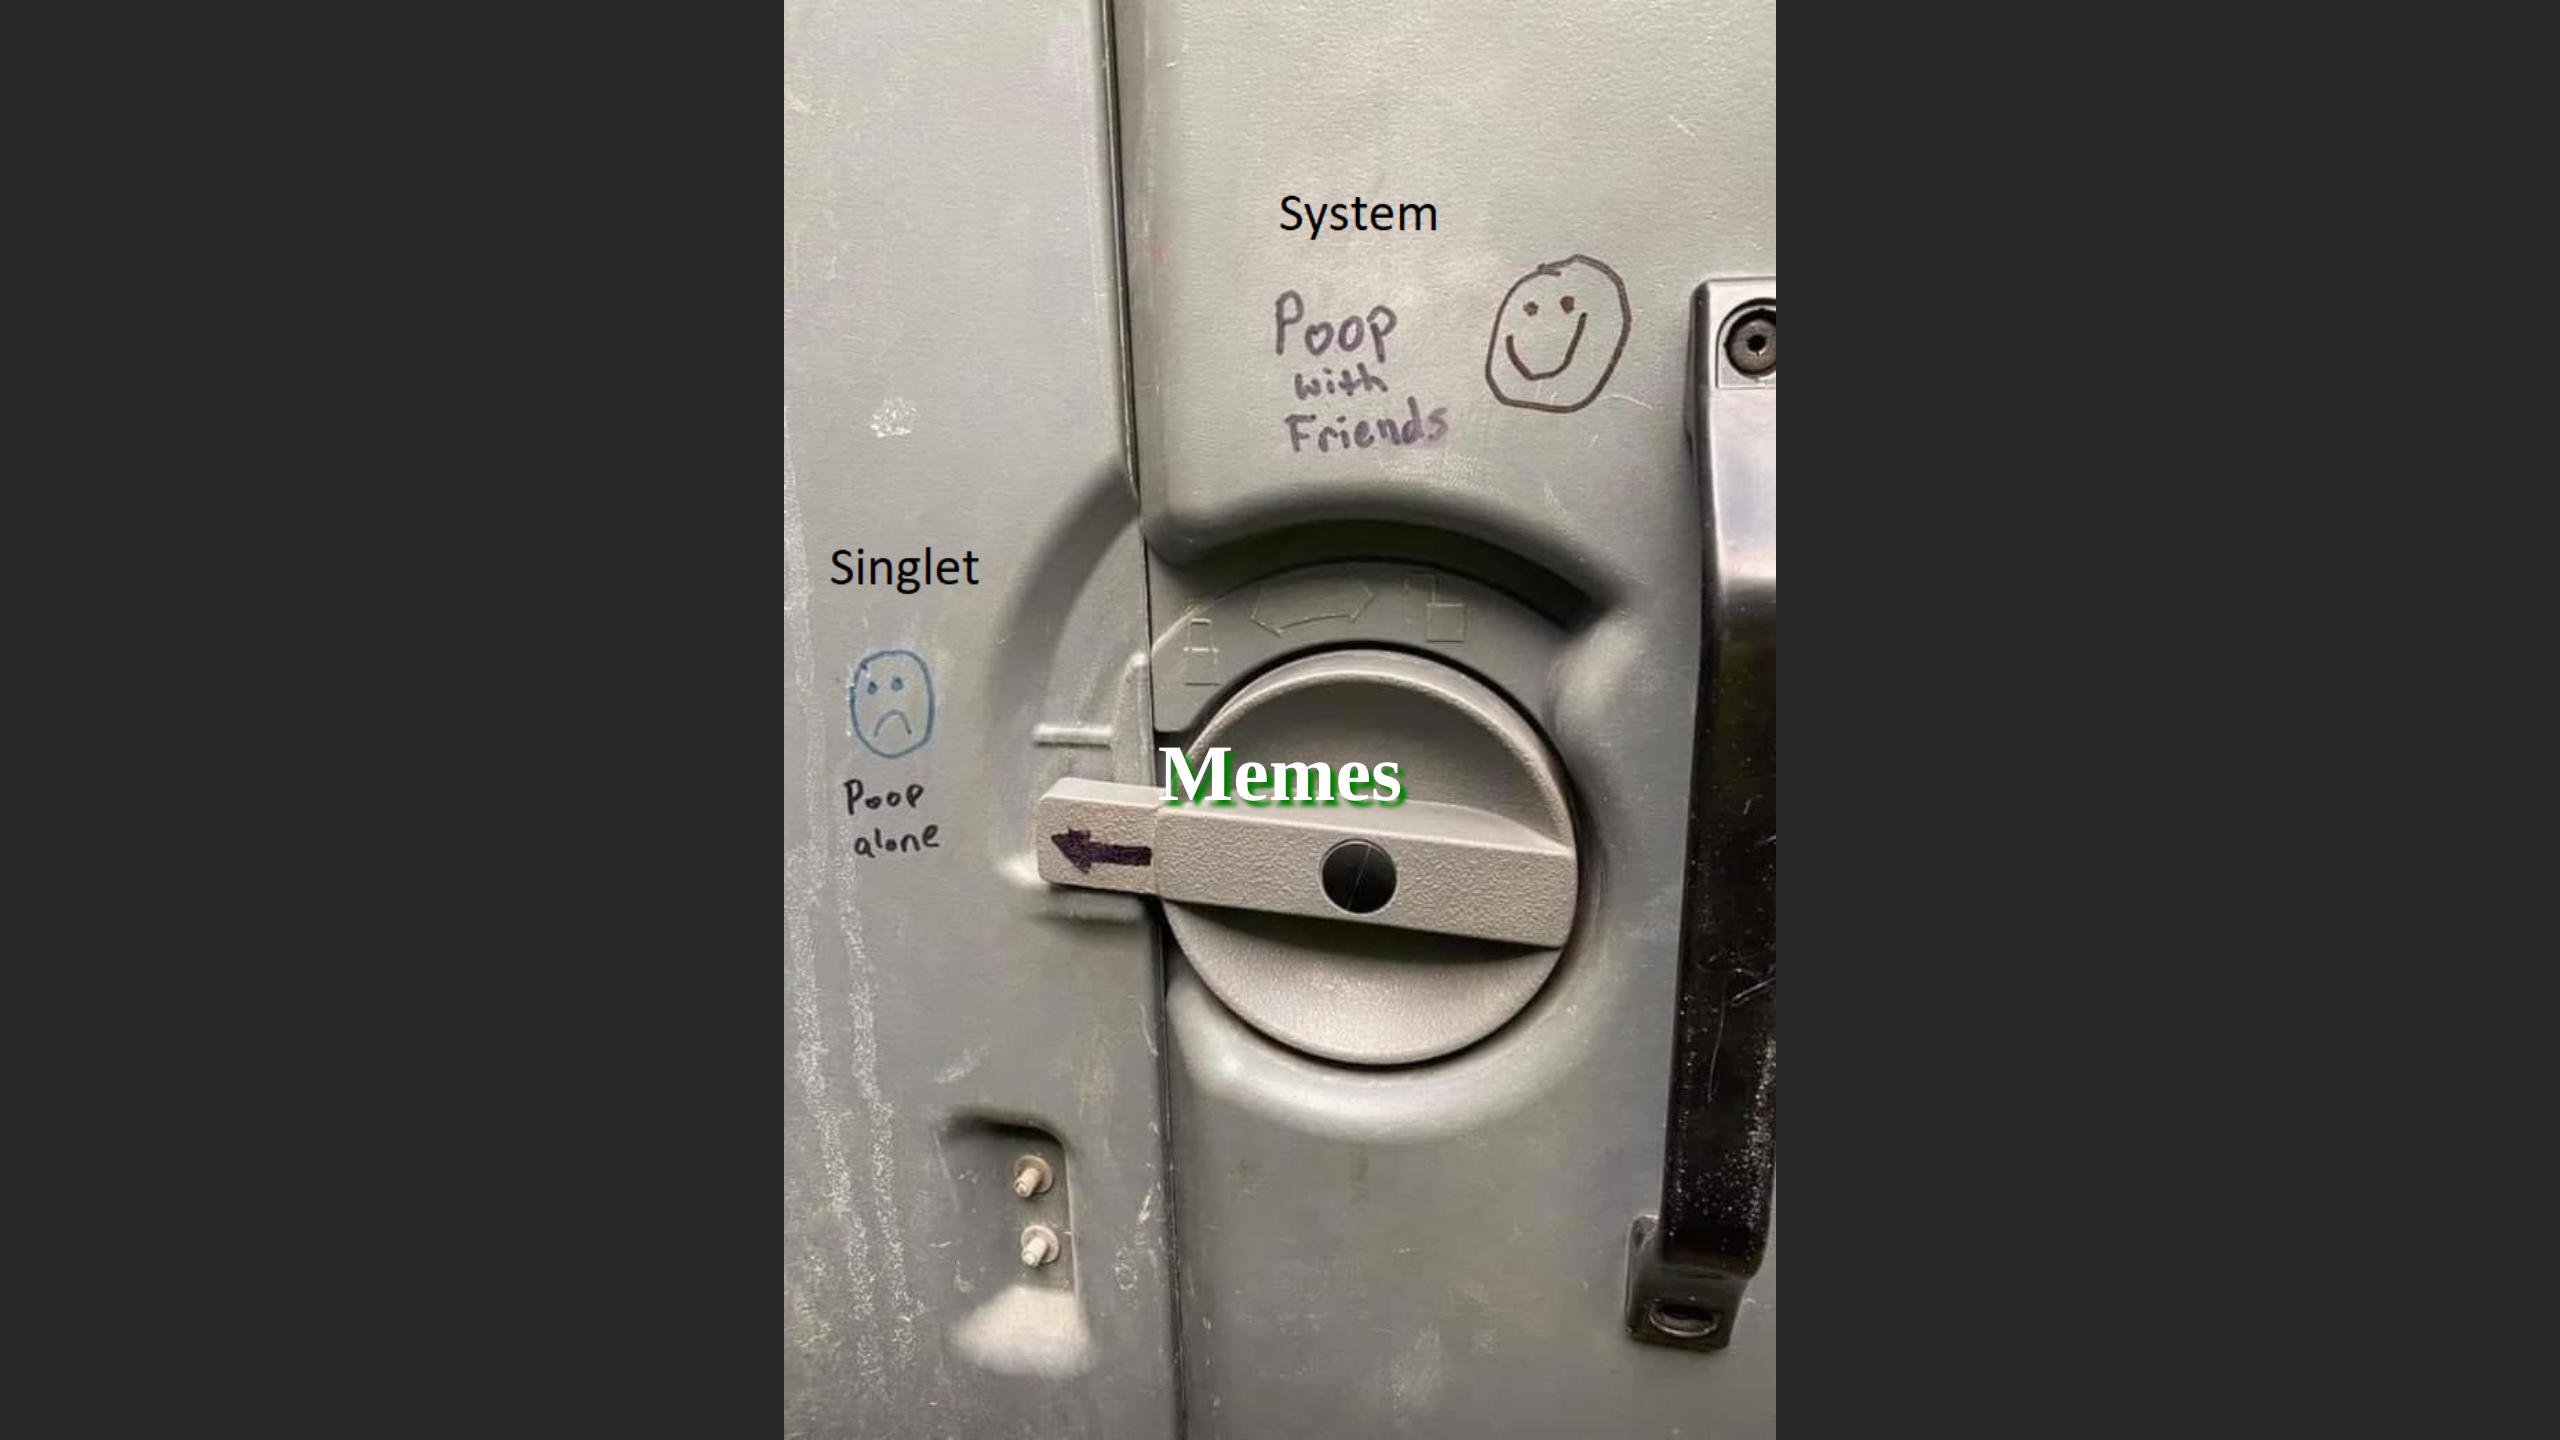 System
Poop
with
Friends
Singlet
Poop
alone
Memes